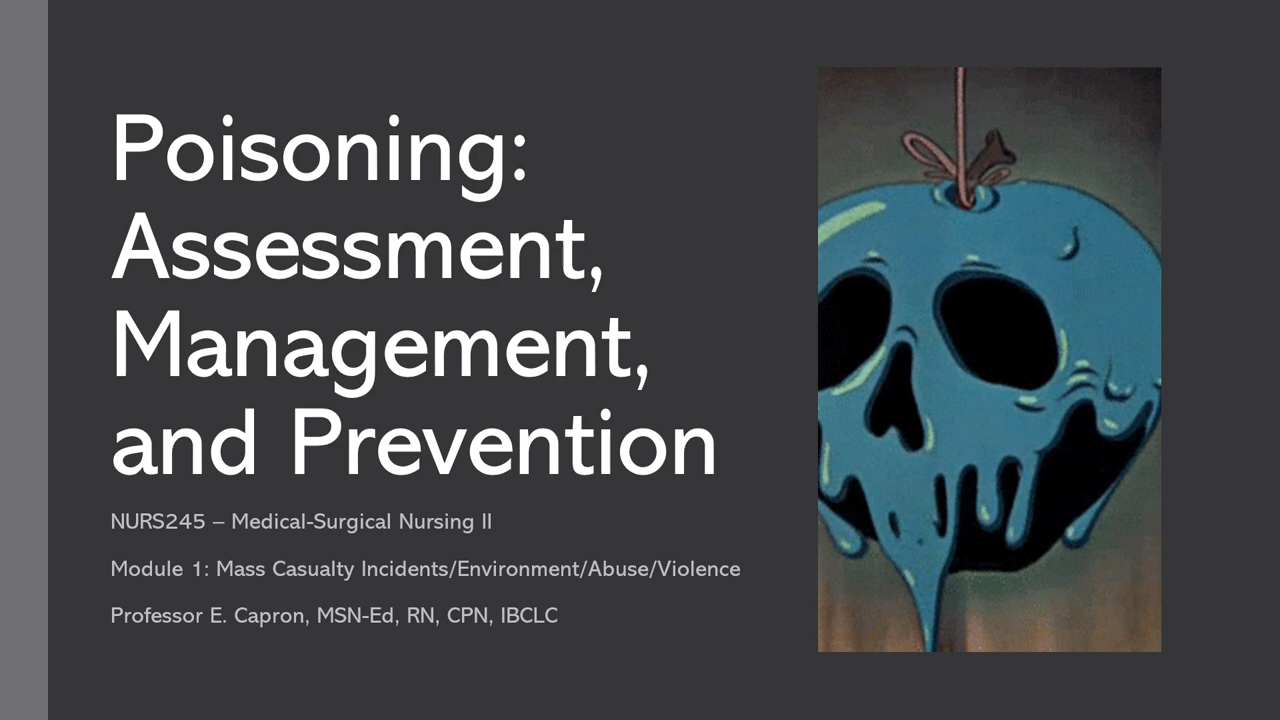 Poisoning:
Assessment,
Management,
and Prevention
NURS245 – Medical-Surgical Nursing II
Module 1: Mass Casualty Incidents/Environment/Abuse/Violence
Professor E. Capron, MSN-Ed, RN, CPN, IBCLC